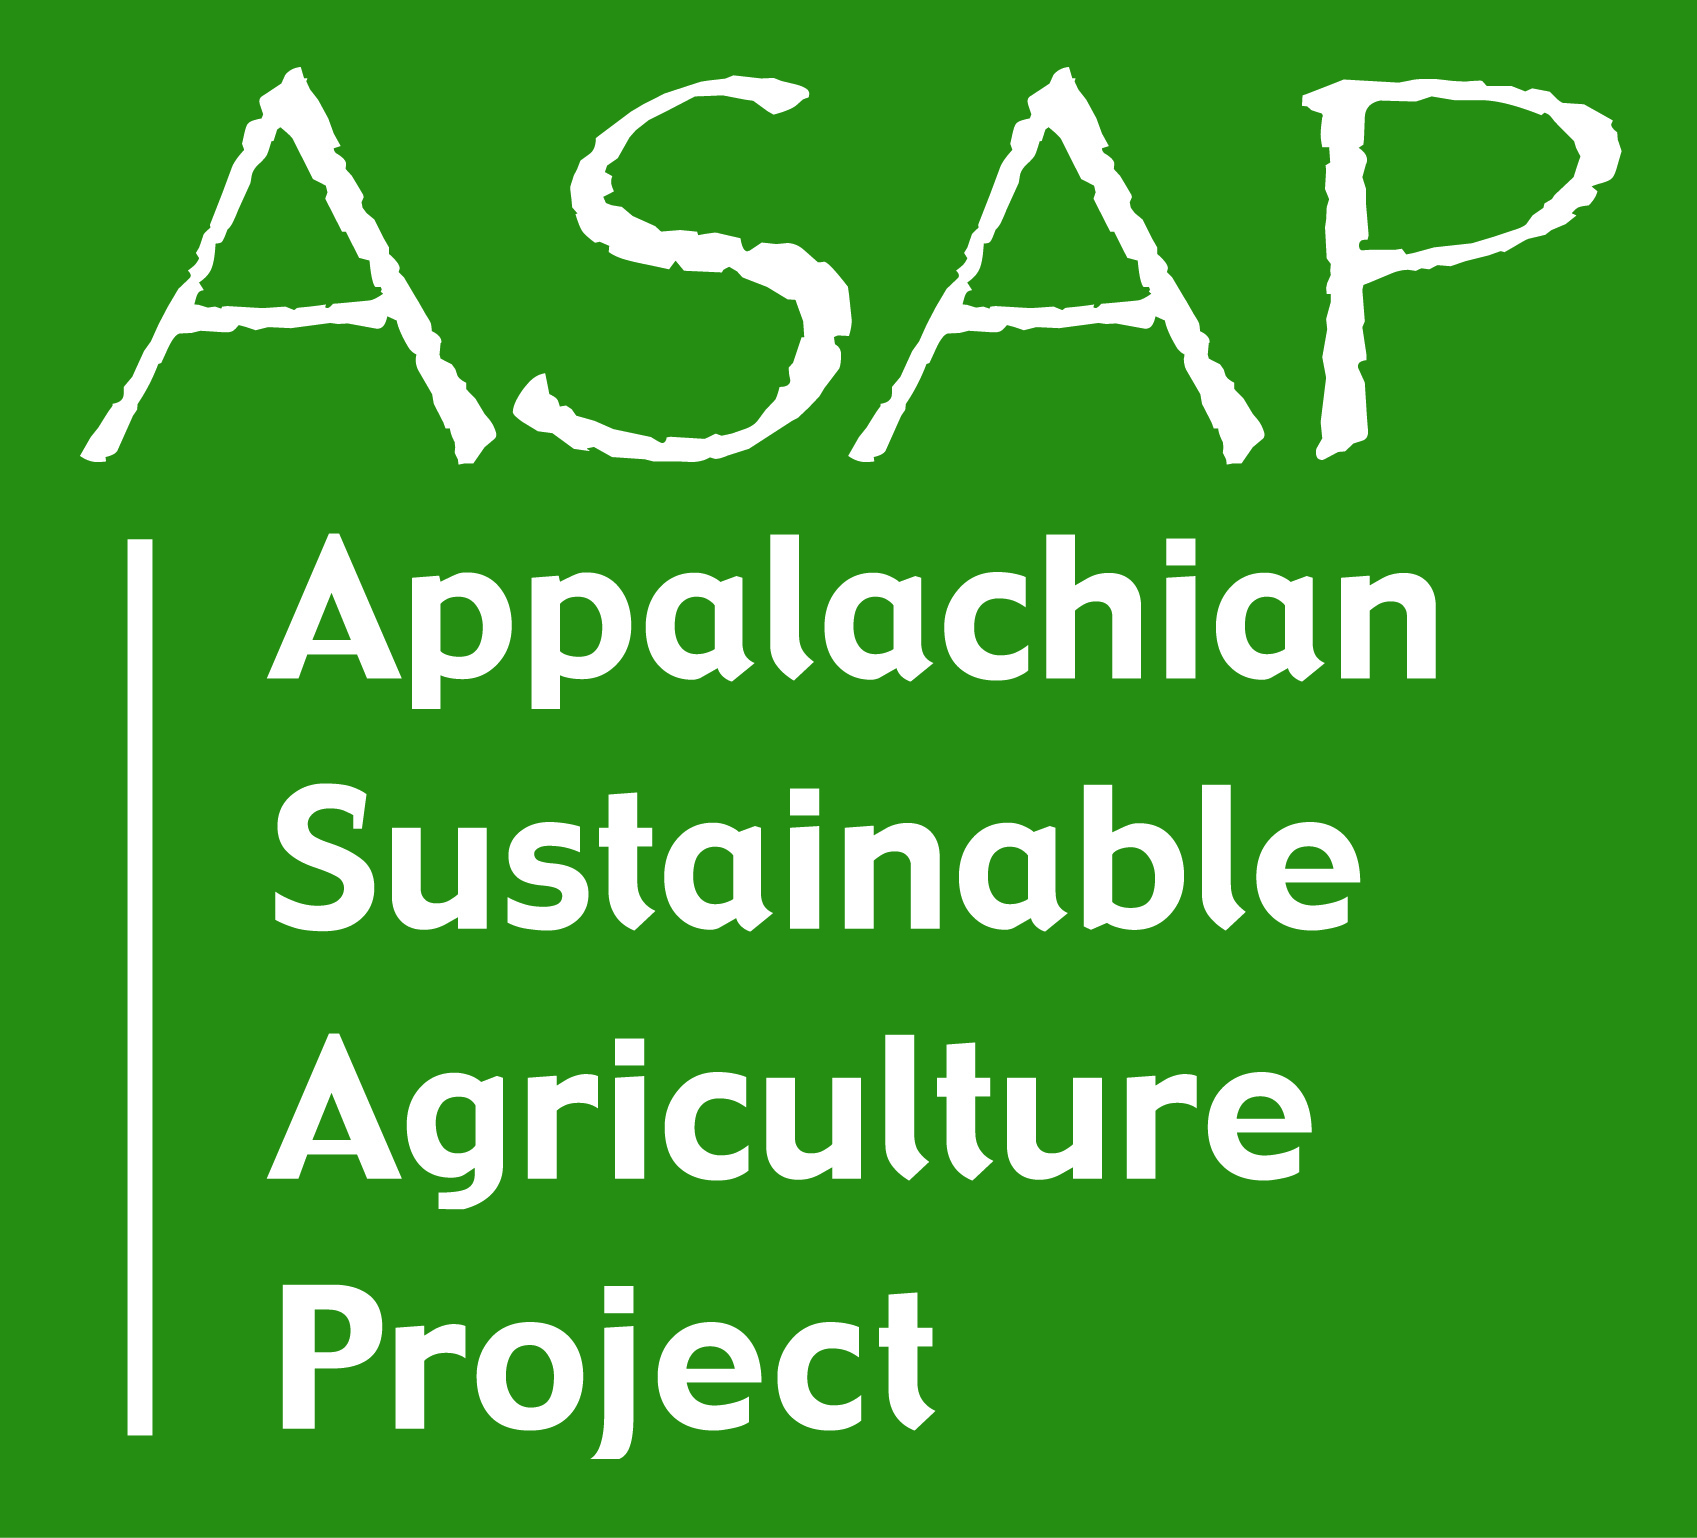 ASAP
Appalachian
Sustainable
Agriculture
Project